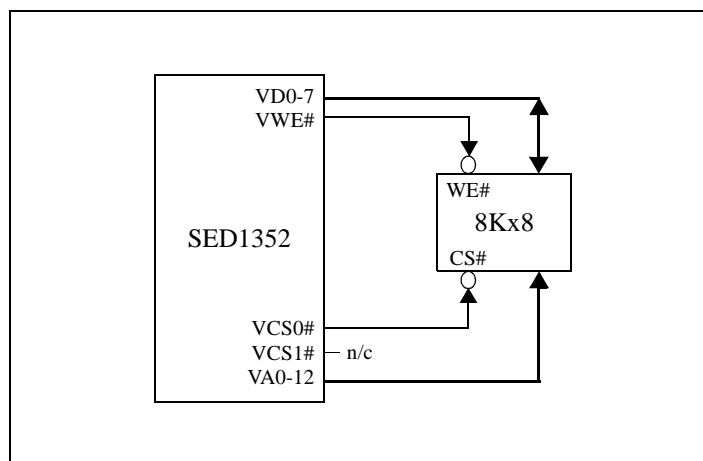 VD0-7
VWE#
WE#
8Kx8
SED1352
CS#
VCS0#
VCS1# n/c
VA0-12